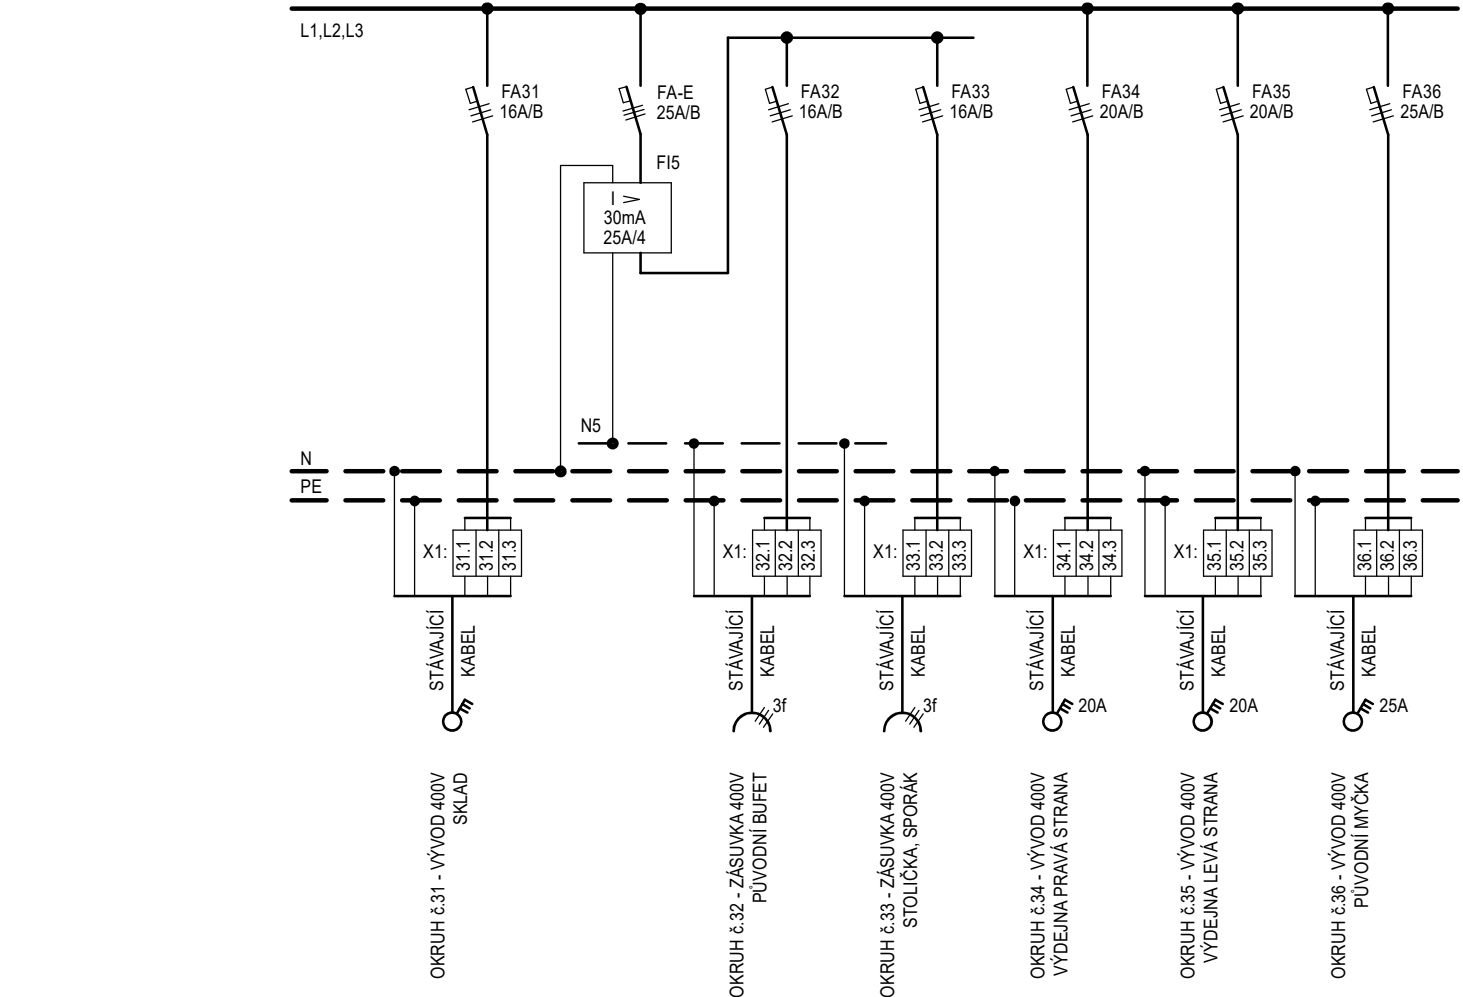 L1,L2,L3
FA31
16A/B
FA-E
25A/B
FA32
16A/B
FA33
16A/B
FA34
20A/B
FA35
20A/B
FA36
25A/B
FI5
I >
30mA
25A/4
N5
N
PE
X1:
31.1
31.2
31.3
X1:
32.1
32.2
32.3
X1:
33.1
33.2
33.3
X1:
34.1
34.2
34.3
X1:
35.1
35.2
35.3
36.1
36.2
36.3
STÁVAJÍCÍ
KABEL
STÁVAJÍCÍ
KABEL
STÁVAJÍCÍ
KABEL
STÁVAJÍCÍ
KABEL
STÁVAJÍCÍ
KABEL
STÁVAJÍCÍ
KABEL
3f
3f
20A
20A
25A
OKRUH č.31 - VÝVOD 400V
SKLAD
OKRUH č.32 - ZÁSUVKA 400V
PŮVODNÍ BUFET
OKRUH č.33 - ZÁSUVKA 400V
STOLIČKA, SPORÁK
OKRUH č.34 - VÝVOD 400V
VÝDEJNA PRAVÁ STRANA
OKRUH č.35 - VÝVOD 400V
VÝDEJNA LEVÁ STRANA
OKRUH č.36 - VÝVOD 400V
PŮVODNÍ MYČKA